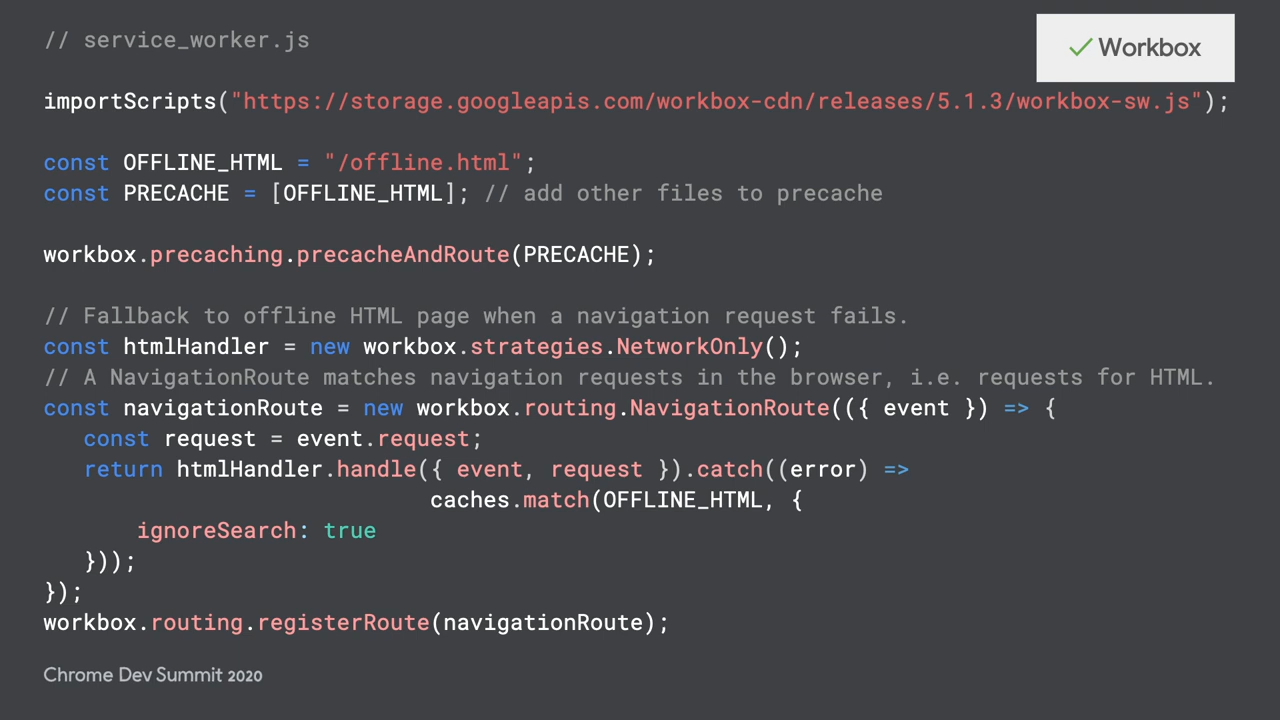 // service_worker.js
Workbox
importScripts("https://storage.googleapis.com/workbox-cdn/releases/5.1.3/workbox-sw.js");
const OFFLINE_HTML = "/offline.html";
const PRECACHE = [OFFLINE_HTML]; // add other files to precache
workbox.precaching.precacheAndRoute(PRECACHE);
// Fallback to offline HTML page when a navigation request fails.
const htmlHandler = new workbox.strategies.NetworkOnly();
// A NavigationRoute matches navigation requests in the browser, i.e. requests for HTML.
const navigationRoute = new workbox.routing.NavigationRoute(({ event }) => {
const request = event.request;
return htmlHandler.handle({ event, request }).catch((error) =>
caches.match(OFFLINE_HTML, {
ignoreSearch: true
}));
});
workbox.routing.registerRoute(navigationRoute);
Chrome Dev Summit 2020